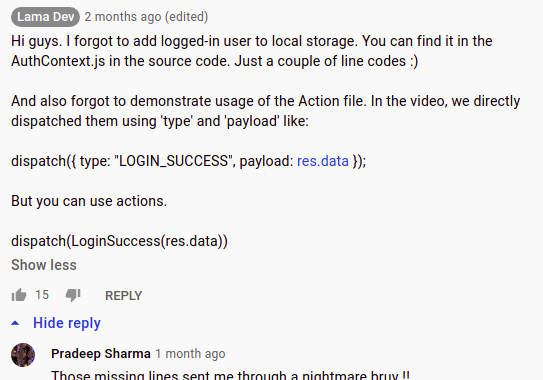 Lama Dev 2 months ago (edited)
Hi guys. I forgot to add logged-in user to local storage. You can find it in the
AuthContext.js in the source code. Just a couple of line codes :)
And also forgot to demonstrate usage of the Action file. In the video, we directly
dispatched them using 'type' and 'payload' like:
dispatch({ type: "LOGIN_SUCCESS", payload: res.data });
But you can use actions.
dispatch(LoginSuccess(res.data))
Show less
15 REPLY
Hide reply
Pradeep Sharma 1 month ago
Those missing lines sent me through a nightmare bruv !!